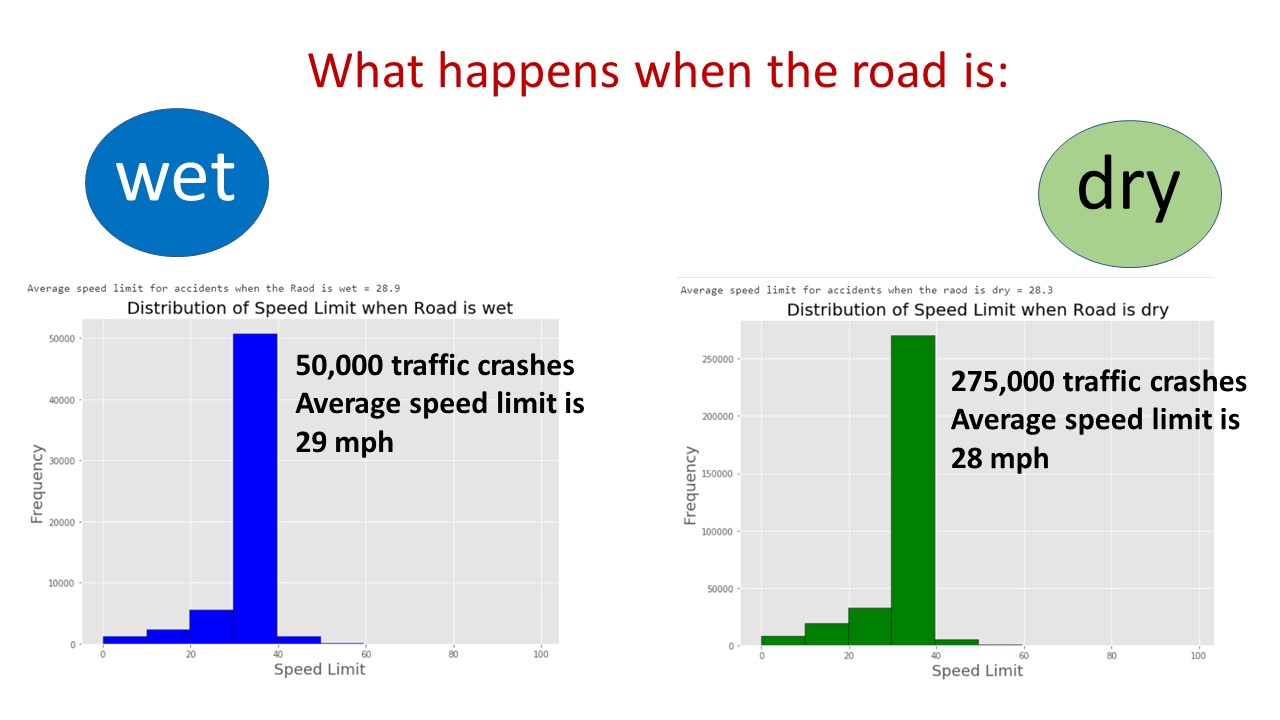 What happens when the road is:
wet
dry
Average speed limit for accidents when the Raod is wet = 28.9
Distribution of Speed Limit when Road is wet
50000
40000
30000
20000
10000
0
Frequency
50,000 traffic crashes
Average speed limit is
29 mph
0 20 40 60 80 100
Speed Limit
Average speed limit for accidents when the raod is dry = 28.3
Distribution of Speed Limit when Road is dry
250000
200000
150000
100000
50000
0
Frequency
275,000 traffic crashes
Average speed limit is
28 mph
0 20 40 60 80 100
Speed Limit